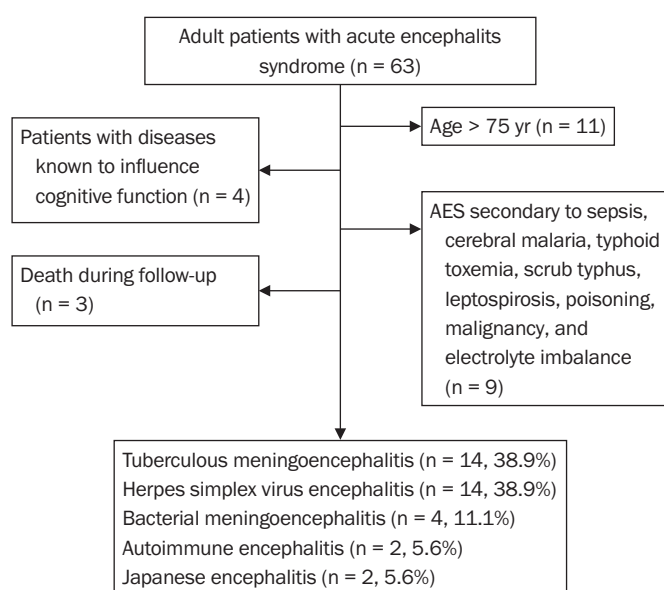 Adult patients with acute encephalits
syndrome (n = 63)
Age > 75 yr (n = 11)
Patients with diseases
known to influence
cognitive function (n = 4)
AES secondary to sepsis,
cerebral malaria, typhoid
toxemia, scrub typhus,
leptospirosis, poisoning,
malignancy, and
electrolyte imbalance
(n = 9)
Death during follow-up
(n = 3)
Tuberculous meningoencephalitis (n = 14, 38.9%)
Herpes simplex virus encephalitis (n = 14, 38.9%)
Bacterial meningoencephalitis (n = 4, 11.1%)
Autoimmune encephalitis (n = 2, 5.6%)
Japanese encephalitis (n = 2, 5.6%)